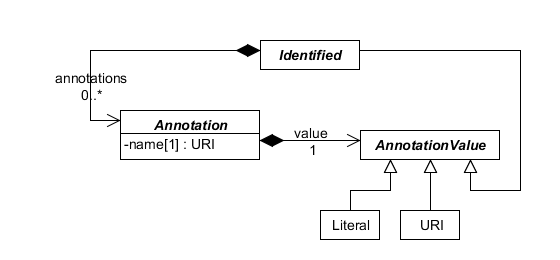 Identified
annotations
0..*
Annotation
-name[1] : URI
value
1
AnnotationValue
Literal
URI